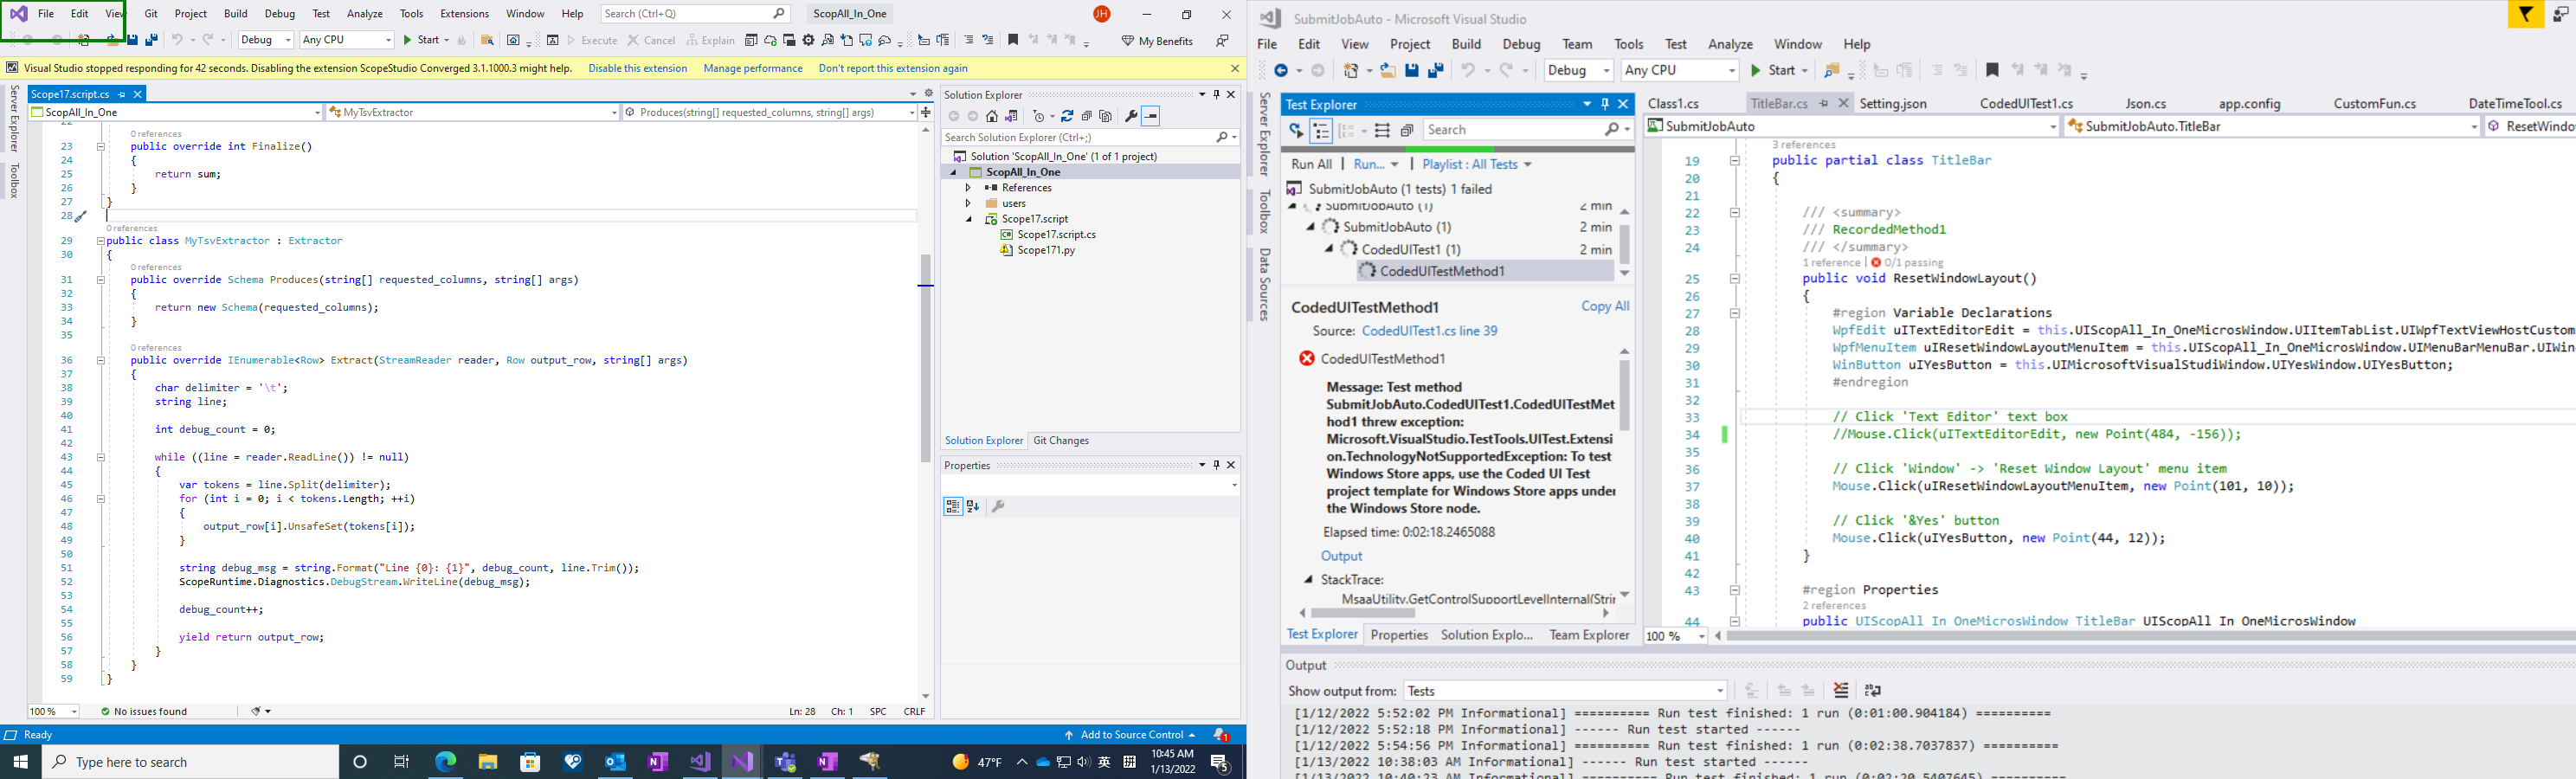 File Edit View Git Project Build Debug Test Analyze Tools Extensions Window Help Search (Ctrl+Q) ScopAll_In_One JH
Debug Any CPU Start Execute Cancel Explain My Benefits
Visual Studio stopped responding for 42 seconds. Disabling the extension ScopeStudio Converged 3.1.1000.3 might help. Disable this extension Manage performance Don't report this extension again
Server Explorer
Toolbox
Scope17.script.cs
ScopAll_In_One MyTsvExtractor Produces(string[] requested_columns, string[] args)
22
0 references
23 public override int Finalize()
24 {
25 return sum;
26 }
27 }
28
0 references
29 public class MyTsvExtractor : Extractor
30 {
0 references
31 public override Schema Produces(string[] requested_columns, string[] args)
32 {
33 return new Schema(requested_columns);
34 }
35
0 references
36 public override IEnumerable<Row> Extract(StreamReader reader, Row output_row, string[] args)
37 {
38 char delimiter = '\t';
39 string line;
40
41 int debug_count = 0;
42
43 while ((line = reader.ReadLine()) != null)
44 {
45 var tokens = line.Split(delimiter);
46 for (int i = 0; i < tokens.Length; ++i)
47 {
48 output_row[i].UnsafeSet(tokens[i]);
49 }
50
51 string debug_msg = string.Format("Line {0}: {1}", debug_count, line.Trim());
52 ScopeRuntime.Diagnostics.DebugStream.WriteLine(debug_msg);
53
54 debug_count++;
55
56 yield return output_row;
57 }
58 }
59 }
100 % No issues found Ln: 28 Ch: 1 SPC CRLF
Solution Explorer
Search Solution Explorer (Ctrl+;)
Solution 'ScopAll_In_One' (1 of 1 project)
ScopAll_In_One
References
users
Scope17.script
Scope17.script.cs
Scope171.py
Solution Explorer Git Changes
Properties
Ready Add to Source Control 1
Type here to search 47°F 英 10:45 AM
1/13/2022 5
SubmitJobAuto - Microsoft Visual Studio
File Edit View Project Build Debug Team Tools Test Analyze Window Help
Debug Any CPU Start
Server Explorer
Toolbox
Data Sources
Test Explorer
Search
Run All | Run... | Playlist : All Tests
SubmitJobAuto (1 tests) 1 failed
SubmitJobAuto (1) 2 min
SubmitJobAuto (1) 2 min
CodedUITest1 (1) 2 min
CodedUITestMethod1
CodedUITestMethod1 Copy All
Source: CodedUITest1.cs line 39
CodedUITestMethod1
Message: Test method
SubmitJobAuto.CodedUITest1.CodedUITestMet
hod1 threw exception:
Microsoft.VisualStudio.TestTools.UITest.Extensi
on.TechnologyNotSupportedException: To test
Windows Store apps, use the Coded UI Test
project template for Windows Store apps under
the Windows Store node.
Elapsed time: 0:02:18.2465088
Output
StackTrace:
MsaaUtility.GetControlSupportLevelInternal(Strin
Test Explorer Properties Solution Explo... Team Explorer
Class1.cs TitleBar.cs Setting.json CodedUITest1.cs Json.cs app.config CustomFun.cs DateTimeTool.cs
SubmitJobAuto SubmitJobAuto.TitleBar ResetWindo
3 references
19 public partial class TitleBar
20 {
21
22 /// <summary>
23 /// RecordedMethod1
24 /// </summary>
1 reference | 0/1 passing
25 public void ResetWindowLayout()
26 {
27 #region Variable Declarations
28 WpfEdit uITextEditorEdit = this.UIScopAll_In_OneMicrosWindow.UIItemTabList.UIWpfTextViewHostCustom
29 WpfMenuItem uIResetWindowLayoutMenuItem = this.UIScopAll_In_OneMicrosWindow.UIMenuBarMenuBar.UIWin
30 WinButton uIYesButton = this.UIMicrosoftVisualStudiWindow.UIYesWindow.UIYesButton;
31 #endregion
32
33 // Click 'Text Editor' text box
34 //Mouse.Click(uITextEditorEdit, new Point(484, -156));
35
36 // Click 'Window' -> 'Reset Window Layout' menu item
37 Mouse.Click(uIResetWindowLayoutMenuItem, new Point(101, 10));
38
39 // Click '&Yes' button
40 Mouse.Click(uIYesButton, new Point(44, 12));
41 }
42
43 #region Properties
2 references
44 public UIScopAll_In_OneMicrosWindow_TitleBar UIScopAll_In_OneMicrosWindow
100 %
Output
Show output from: Tests
[1/12/2022 5:52:02 PM Informational] ========== Run test finished: 1 run (0:01:00.904184) ==========
[1/12/2022 5:52:18 PM Informational] ------ Run test started ------
[1/12/2022 5:54:56 PM Informational] ========== Run test finished: 1 run (0:02:38.7037837) ==========
[1/13/2022 10:38:03 AM Informational] ------ Run test started ------
[1/13/2022 10:40:23 AM Informational] ========== Run test finished: 1 run (0:02:20.5407645) ==========